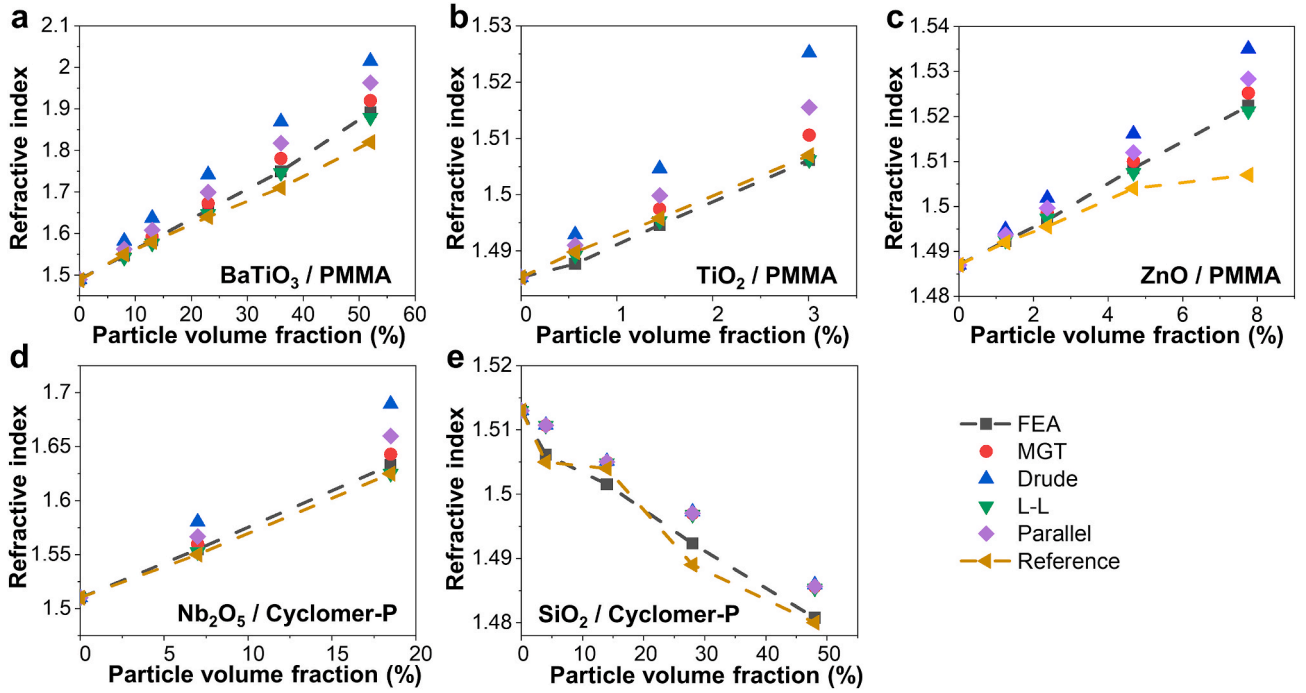 a
2.1
2
1.9
1.8
1.7
1.6
1.5
1.4
Refractive index
0 10 20 30 40 50 60
Particle volume fraction (%)
BaTiO₃ / PMMA
b
1.53
1.52
1.51
1.5
1.49
1.48
Refractive index
0 1 2 3
Particle volume fraction (%)
TiO₂ / PMMA
c
1.54
1.53
1.52
1.51
1.5
1.49
1.48
Refractive index
0 2 4 6 8
Particle volume fraction (%)
ZnO / PMMA
d
1.7
1.65
1.6
1.55
1.5
Refractive index
0 5 10 15 20
Particle volume fraction (%)
Nb₂O₅ / Cyclomer-P
e
1.52
1.51
1.5
1.49
1.48
Refractive index
0 10 20 30 40 50
Particle volume fraction (%)
SiO₂ / Cyclomer-P
FEA
MGT
Drude
L-L
Parallel
Reference